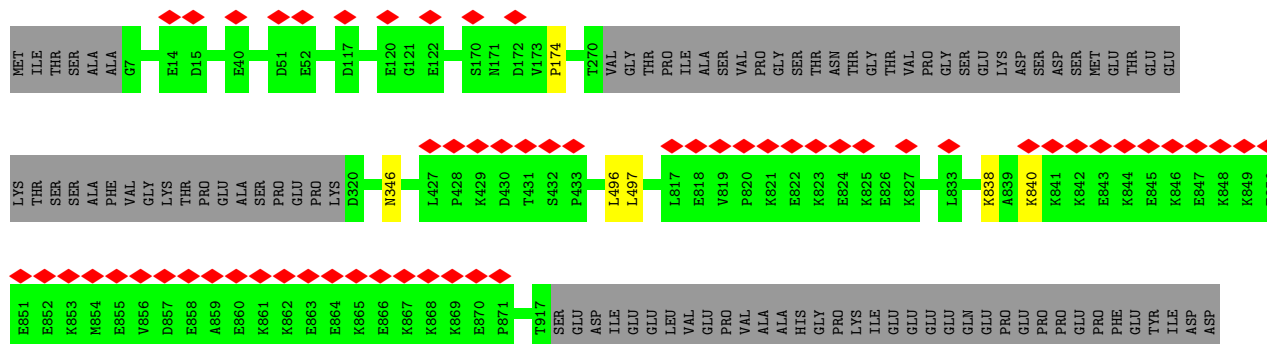 MET ILE THR SER ALA ALA G7 E14 D15 E40 D51 E52 D117 E120 G121 E122 S170 N171 D172 V173 P174 T270 VAL GLY THR PRO ILE ALA SER VAL PRO GLY SER THR ASN THR GLY THR VAL PRO GLY SER GLU LYS ASP SER ASP SER MET GLU THR GLU GLU
LYS THR SER SER ALA PHE VAL GLY LYS THR PRO GLU ALA SER PRO GLU PRO LYS D320 N346 L427 P428 K429 D430 T431 S432 P433 L496 L497 L817 E818 V819 P820 K821 E822 K823 E824 K825 E826 K827 L833 K838 A839 K840 K841 K842 E843 K844 E845 K846 E847 K848 K849
E851 E852 K853 M854 E855 V856 D857 E858 A859 E860 K861 K862 E863 E864 K865 E866 K867 K868 K869 E870 P871 T917 SER GLU ASP ILE GLU GLU LEU VAL GLU PRO VAL ALA ALA HIS GLY PRO LYS ILE GLU GLU GLU GLU GLN GLU PRO GLU PRO PRO GLU PRO PHE GLU TYR ILE ASP ASP